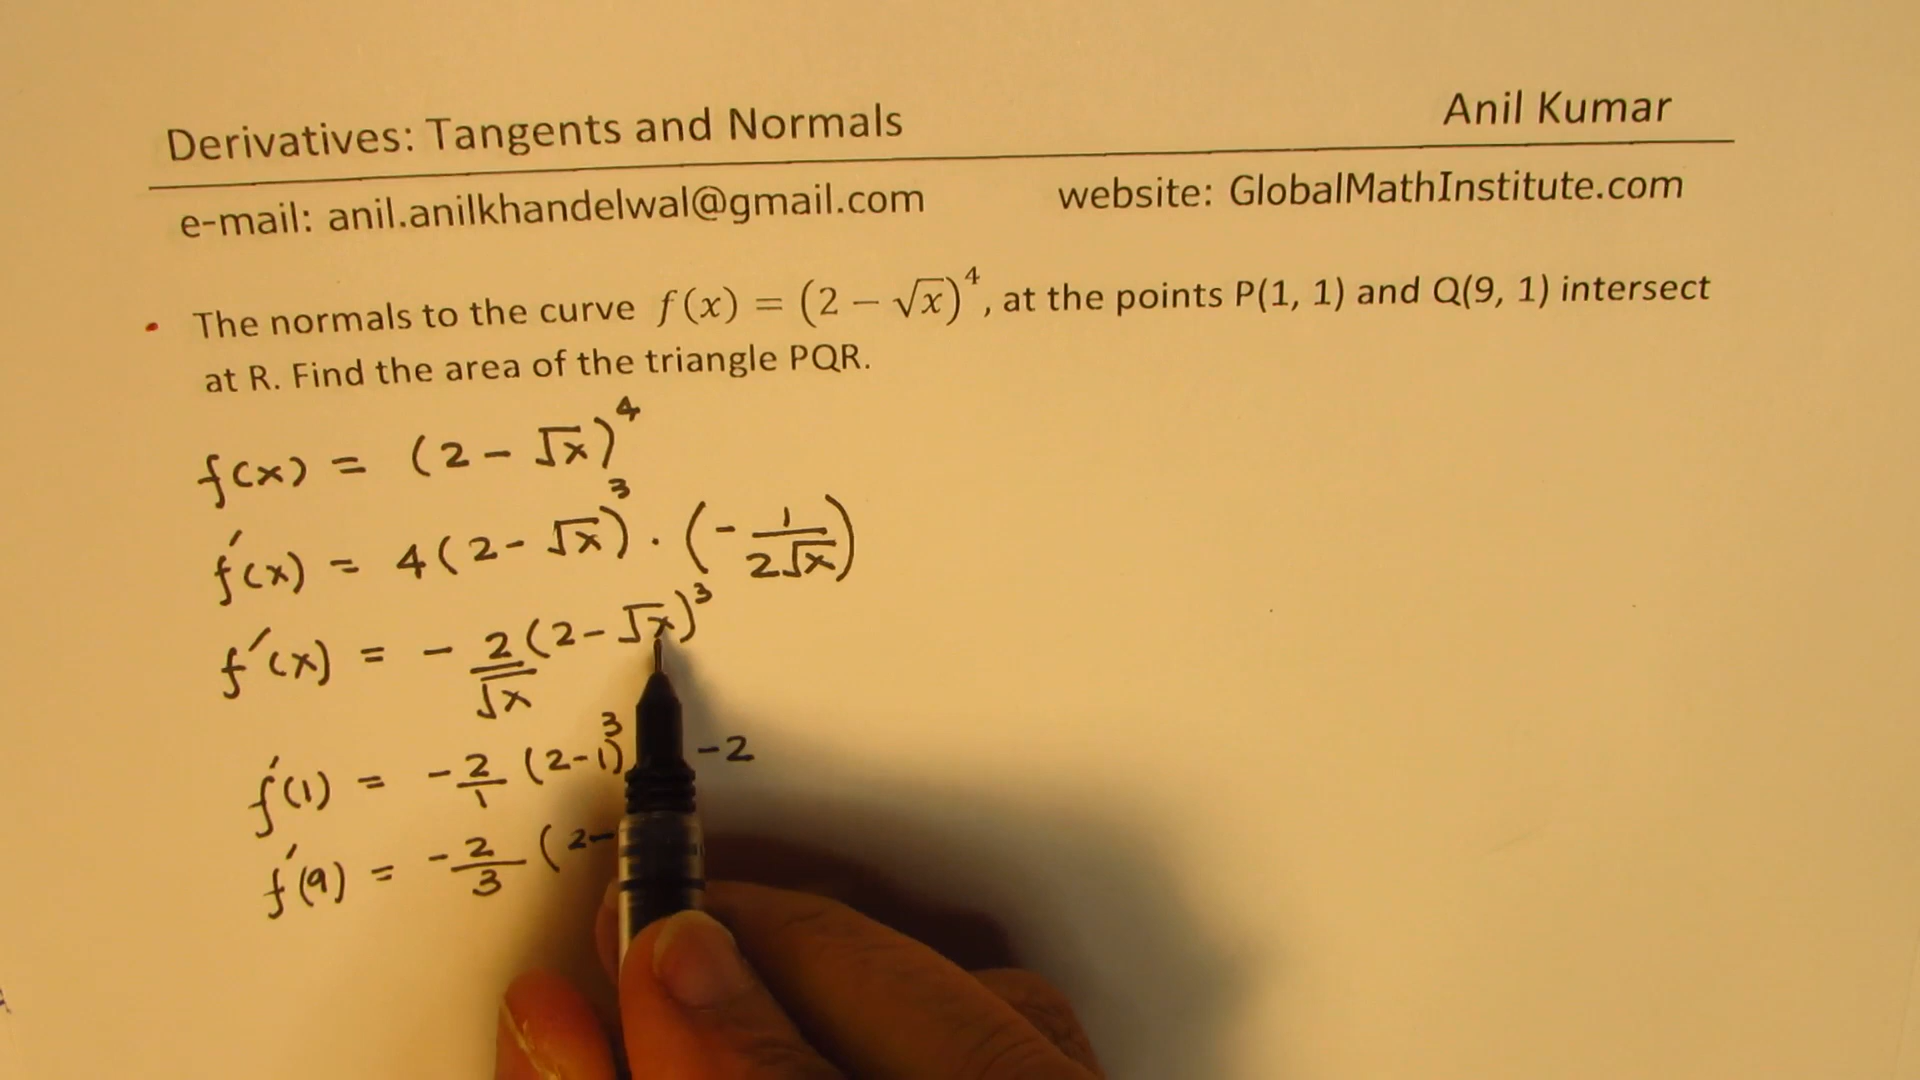 Derivatives: Tangents and Normals Anil Kumar
e-mail: anil.anilkhandelwal@gmail.com website: GlobalMathInstitute.com
• The normals to the curve f(x) = (2 − √x)⁴, at the points P(1, 1) and Q(9, 1) intersect
at R. Find the area of the triangle PQR.
f(x) = (2 - √x)⁴
f′(x) = 4(2 - √x)³ · (- 1/(2√x))
f′(x) = - 2/√x (2 - √x)³
f′(1) = -2/1 (2-1)³ -2
f′(9) = -2/3 (2-